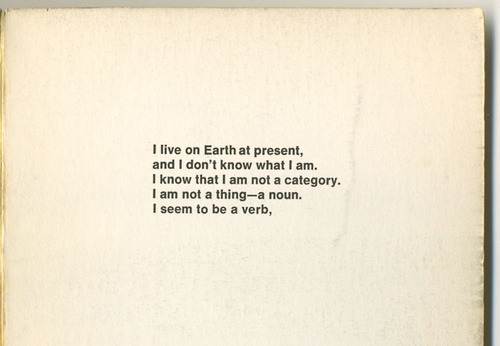 I live on Earth at present,
and I don't know what I am.
I know that I am not a category.
I am not a thing—a noun.
I seem to be a verb,